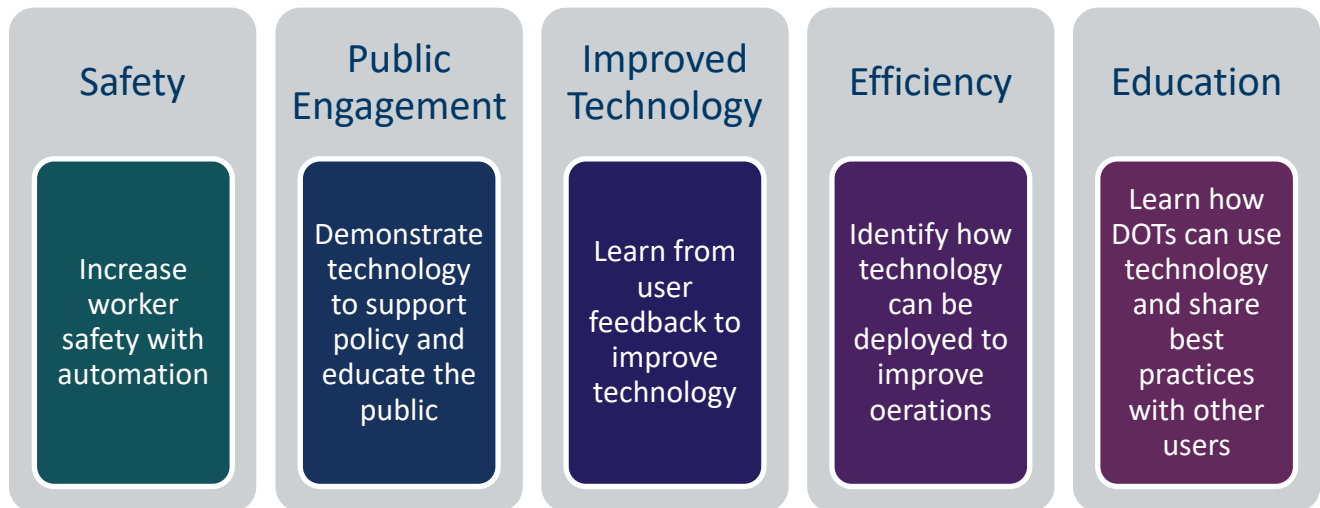 Safety
Increase
worker
safety with
automation
Public
Engagement
Demonstrate
technology
to support
policy and
educate the
public
Improved
Technology
Learn from
user
feedback to
improve
technology
Efficiency
Identify how
technology
can be
deployed to
improve
oerations
Education
Learn how
DOTs can use
technology
and share
best
practices
with other
users